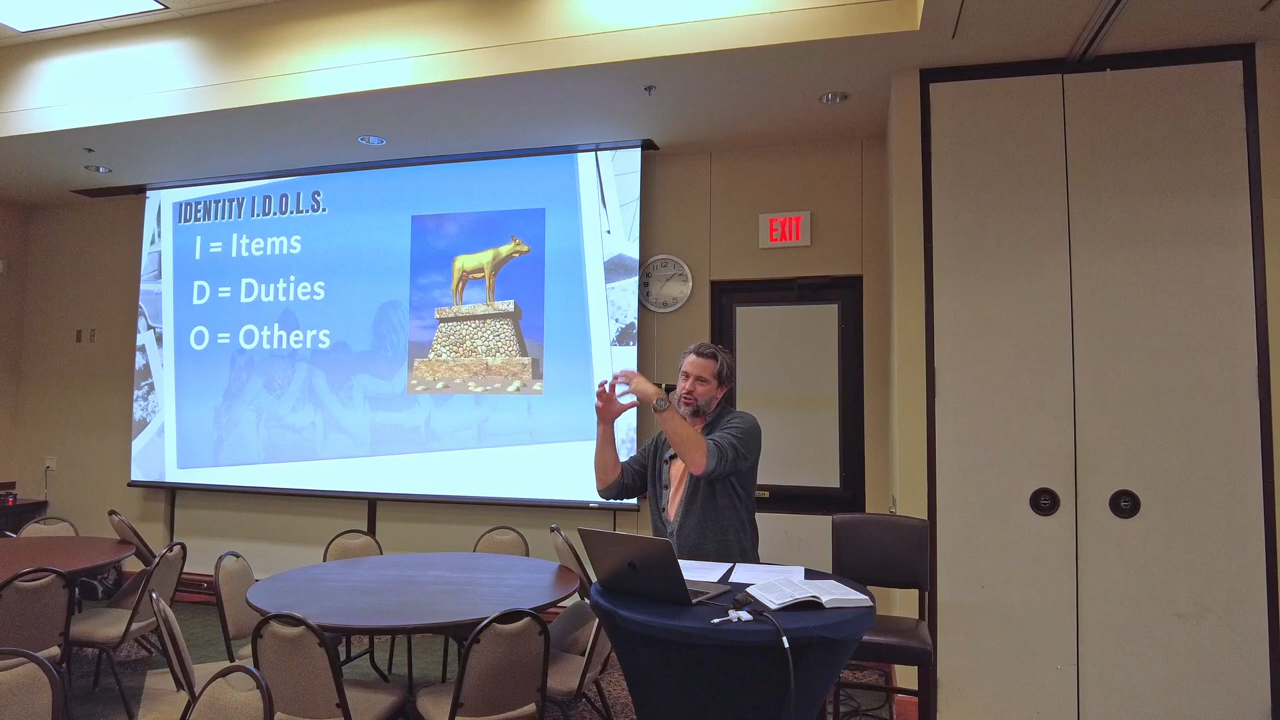 IDENTITY I.D.O.L.S.
I = Items
D = Duties
O = Others
EXIT